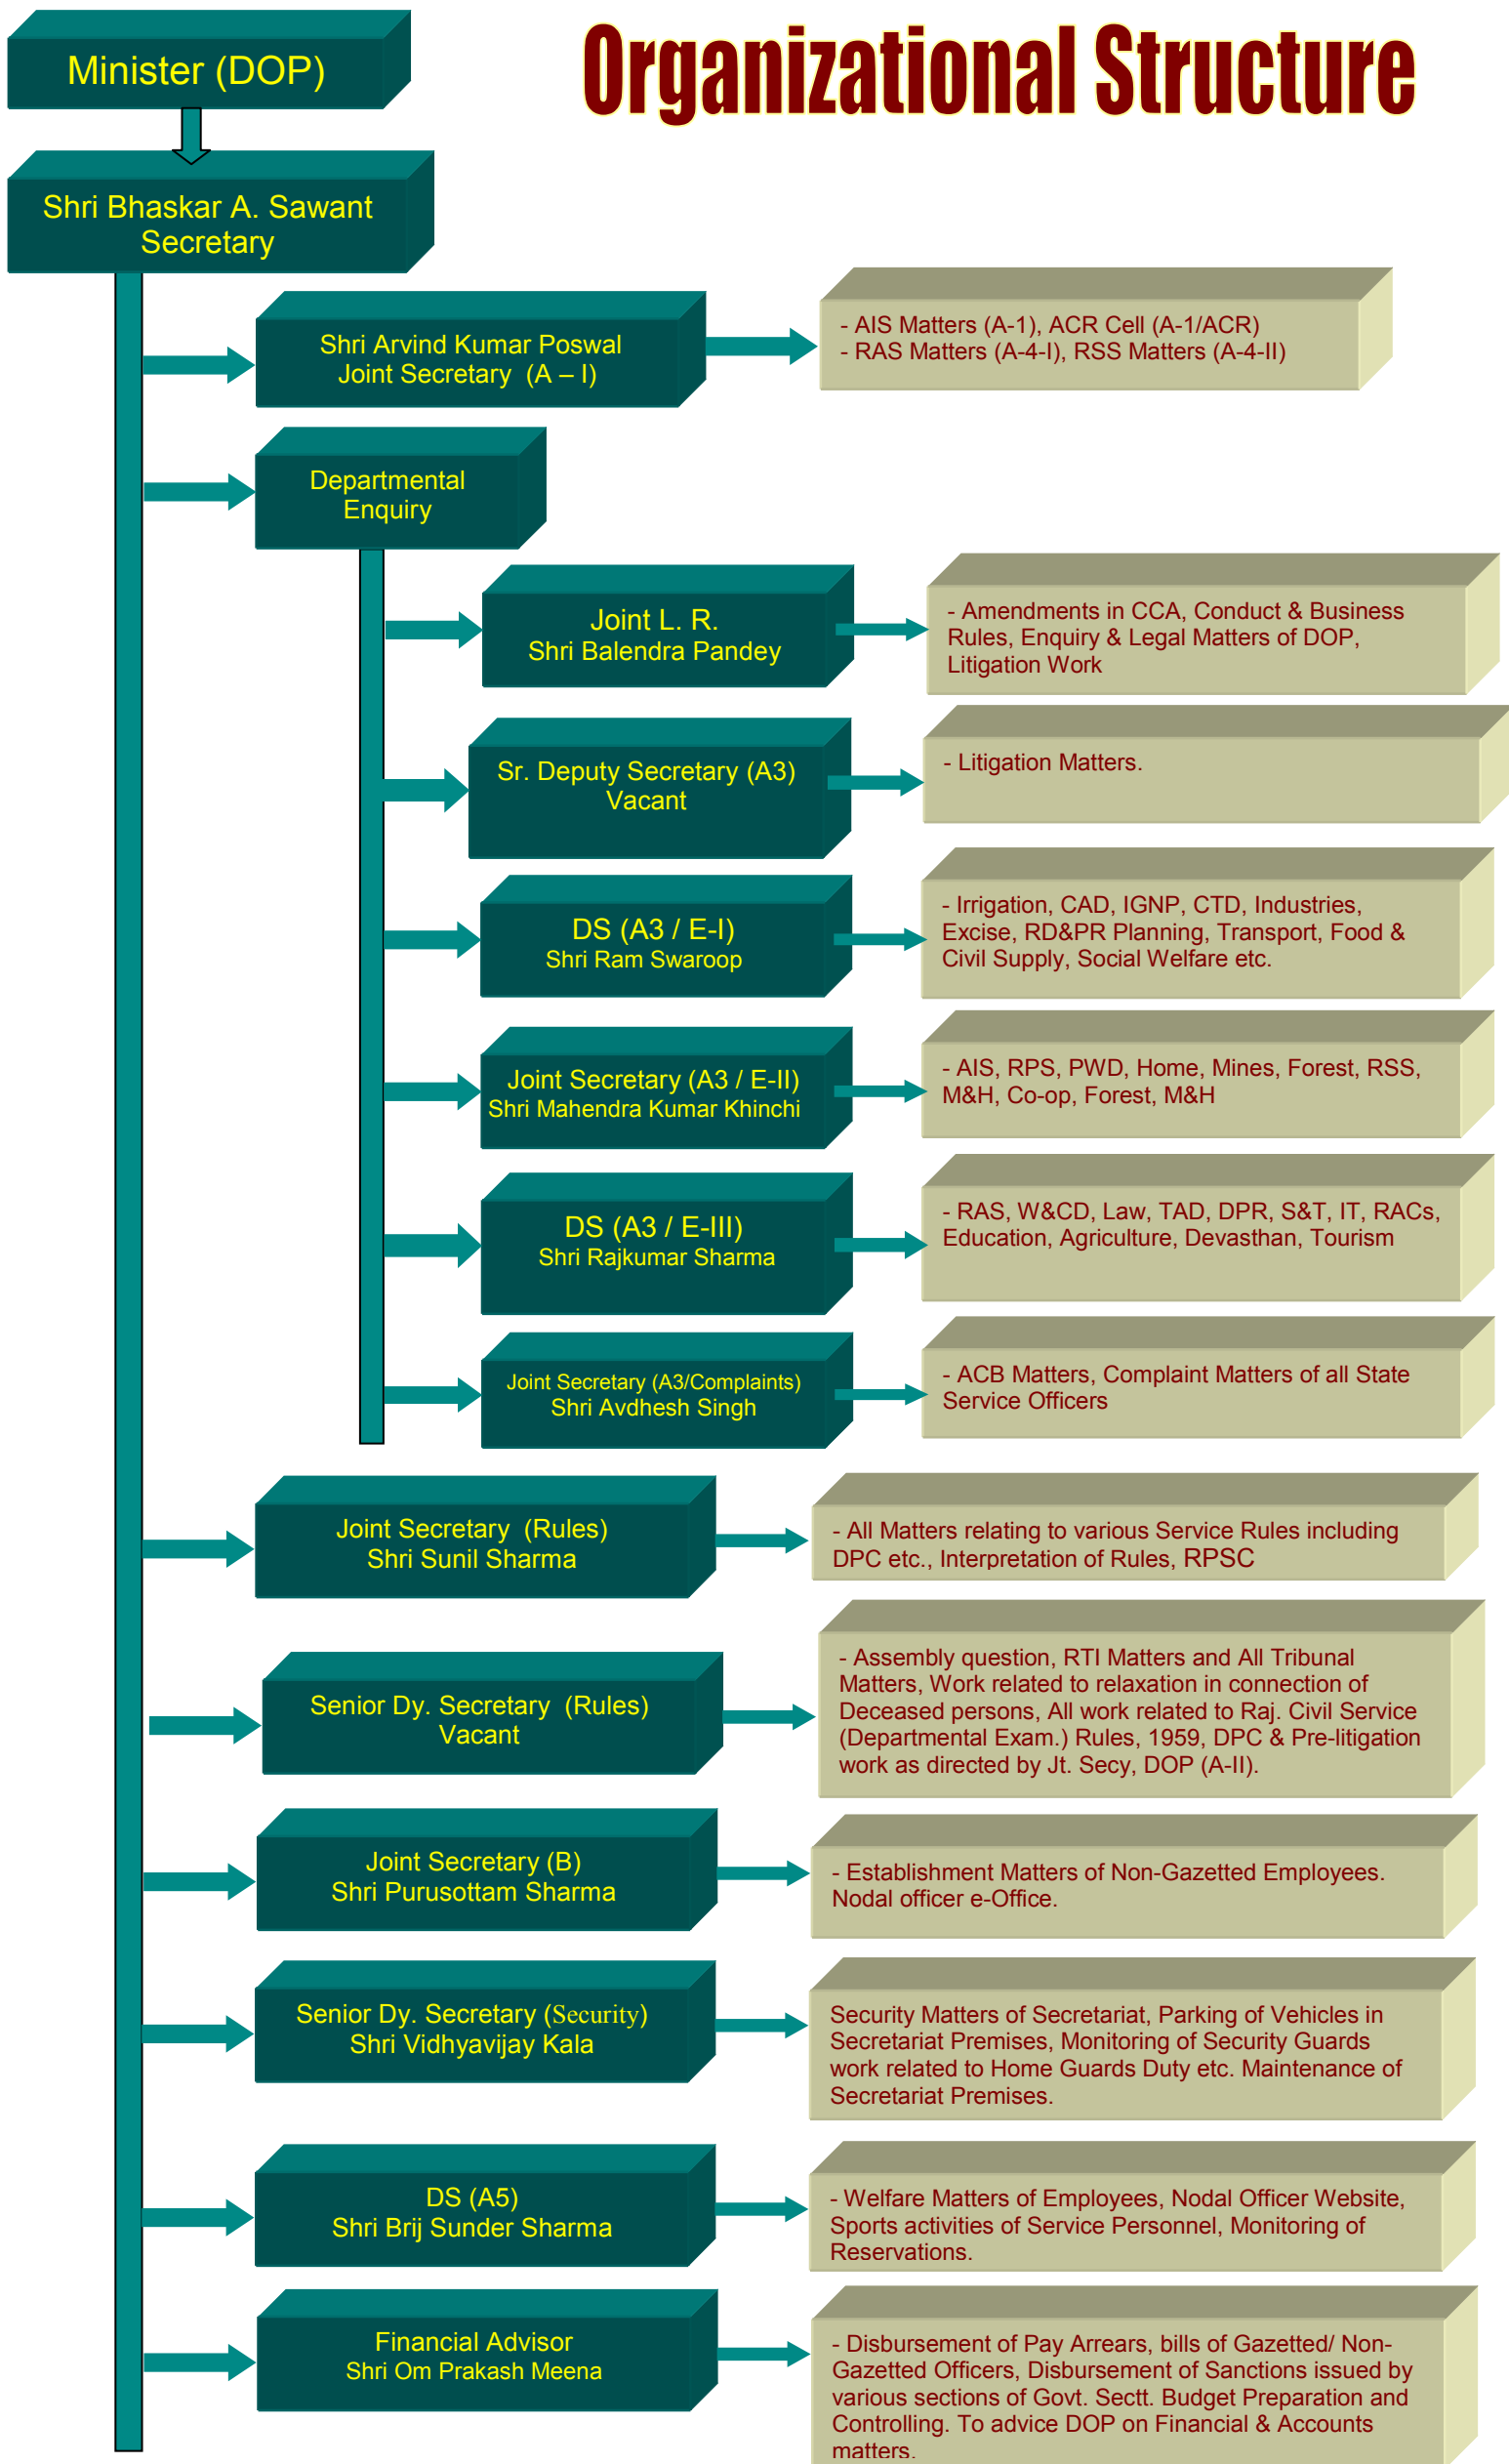 Organizational Structure
Minister (DOP)
Shri Bhaskar A. Sawant
Secretary
Shri Arvind Kumar Poswal
Joint Secretary (A – I)
- AIS Matters (A-1), ACR Cell (A-1/ACR)
- RAS Matters (A-4-I), RSS Matters (A-4-II)
Departmental
Enquiry
Joint L. R.
Shri Balendra Pandey
- Amendments in CCA, Conduct & Business
Rules, Enquiry & Legal Matters of DOP,
Litigation Work
Sr. Deputy Secretary (A3)
Vacant
- Litigation Matters.
DS (A3 / E-I)
Shri Ram Swaroop
- Irrigation, CAD, IGNP, CTD, Industries,
Excise, RD&PR Planning, Transport, Food &
Civil Supply, Social Welfare etc.
Joint Secretary (A3 / E-II)
Shri Mahendra Kumar Khinchi
- AIS, RPS, PWD, Home, Mines, Forest, RSS,
M&H, Co-op, Forest, M&H
DS (A3 / E-III)
Shri Rajkumar Sharma
- RAS, W&CD, Law, TAD, DPR, S&T, IT, RACs,
Education, Agriculture, Devasthan, Tourism
Joint Secretary (A3/Complaints)
Shri Avdhesh Singh
- ACB Matters, Complaint Matters of all State
Service Officers
Joint Secretary (Rules)
Shri Sunil Sharma
- All Matters relating to various Service Rules including
DPC etc., Interpretation of Rules, RPSC
Senior Dy. Secretary (Rules)
Vacant
- Assembly question, RTI Matters and All Tribunal
Matters, Work related to relaxation in connection of
Deceased persons, All work related to Raj. Civil Service
(Departmental Exam.) Rules, 1959, DPC & Pre-litigation
work as directed by Jt. Secy, DOP (A-II).
Joint Secretary (B)
Shri Purusottam Sharma
- Establishment Matters of Non-Gazetted Employees.
Nodal officer e-Office.
Senior Dy. Secretary (Security)
Shri Vidhyavijay Kala
Security Matters of Secretariat, Parking of Vehicles in
Secretariat Premises, Monitoring of Security Guards
work related to Home Guards Duty etc. Maintenance of
Secretariat Premises.
DS (A5)
Shri Brij Sunder Sharma
- Welfare Matters of Employees, Nodal Officer Website,
Sports activities of Service Personnel, Monitoring of
Reservations.
Financial Advisor
Shri Om Prakash Meena
- Disbursement of Pay Arrears, bills of Gazetted/ Non-
Gazetted Officers, Disbursement of Sanctions issued by
various sections of Govt. Sectt. Budget Preparation and
Controlling. To advice DOP on Financial & Accounts
matters.